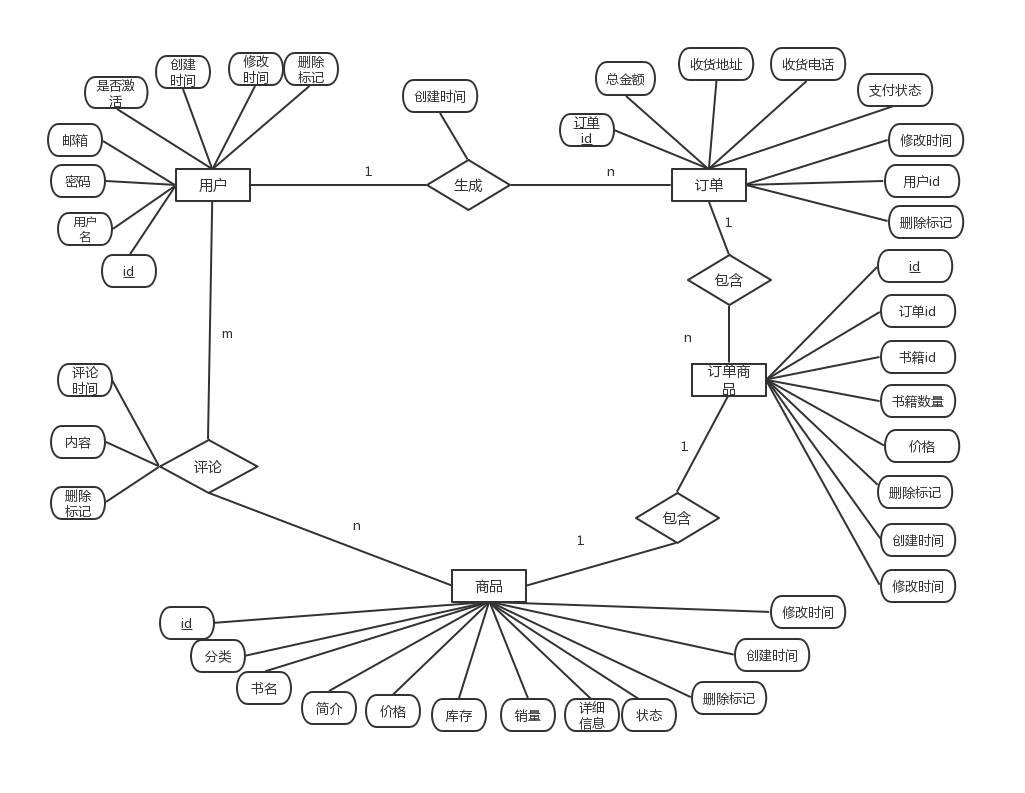 创建
时间
修改
时间
删除
标记
是否激
活
邮箱
密码
用户
名
id
用户
1
创建时间
生成
n
订单
id
总金额
收货地址
收货电话
支付状态
修改时间
用户id
删除标记
订单
1
包含
n
订单商
品
id
订单id
书籍id
书籍数量
价格
删除标记
创建时间
修改时间
1
包含
1
m
评论
时间
内容
删除
标记
评论
n
商品
id
分类
书名
简介
价格
库存
销量
详细
信息
状态
删除标记
创建时间
修改时间